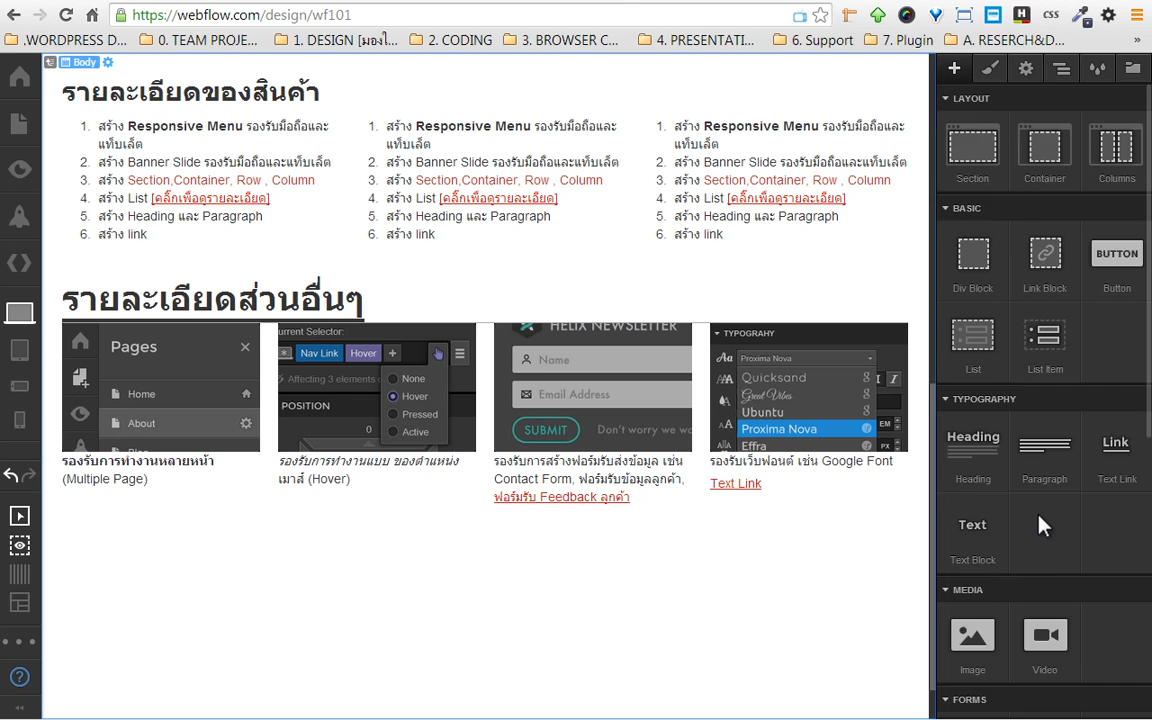 https://webflow.com/design/wf101
.WORDPRESS D...
0. TEAM PROJE...
1. DESIGN [มองใ...
2. CODING
3. BROWSER C...
4. PRESENTATI...
6. Support
7. Plugin
A. RESERCH&D...
»
CSS
Body
รายละเอียดของสินค้า
1. สร้าง Responsive Menu รองรับมือถือและ
แท็บเล็ต
2. สร้าง Banner Slide รองรับมือถือและแท็บเล็ต
3. สร้าง Section,Container, Row , Column
4. สร้าง List [คลิ๊กเพื่อดูรายละเอียด]
5. สร้าง Heading และ Paragraph
6. สร้าง link
1. สร้าง Responsive Menu รองรับมือถือและ
แท็บเล็ต
2. สร้าง Banner Slide รองรับมือถือและแท็บเล็ต
3. สร้าง Section,Container, Row , Column
4. สร้าง List [คลิ๊กเพื่อดูรายละเอียด]
5. สร้าง Heading และ Paragraph
6. สร้าง link
1. สร้าง Responsive Menu รองรับมือถือและ
แท็บเล็ต
2. สร้าง Banner Slide รองรับมือถือและแท็บเล็ต
3. สร้าง Section,Container, Row , Column
4. สร้าง List [คลิ๊กเพื่อดูรายละเอียด]
5. สร้าง Heading และ Paragraph
6. สร้าง link
รายละเอียดส่วนอื่นๆ
Pages
Home
About
รองรับการทำงานหลายหน้า
(Multiple Page)
urrent Selector:
Nav Link Hover +
Affecting 3 elements
None
Hover
Pressed
Active
POSITION
0
รองรับการทำงานแบบ ของตำแหน่ง
เมาส์ (Hover)
HELIX NEWSLETTER
Name
Email Address
SUBMIT Don't worry we wo
รองรับการสร้างฟอร์มรับส่งข้อมูล เช่น
Contact Form, ฟอร์มรับข้อมูลลูกค้า,
ฟอร์มรับ Feedback ลูกค้า
TYPOGRAHY
Proxima Nova
Quicksand
Great Vibes
Ubuntu
Proxima Nova
Effra
EM
PX
รองรับเว็บฟอนต์ เช่น Google Font
Text Link
LAYOUT
Section
Container
Columns
BASIC
BUTTON
Div Block
Link Block
Button
List
List Item
TYPOGRAPHY
Heading
Link
Heading
Paragraph
Text Link
Text
Text Block
MEDIA
Image
Video
FORMS